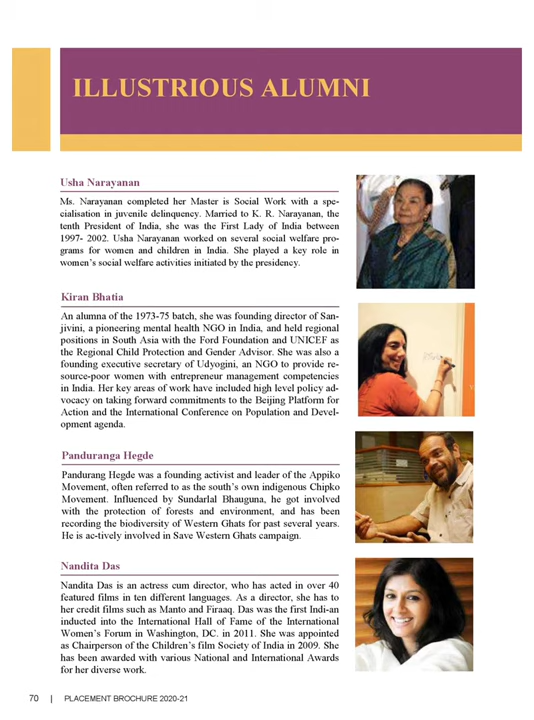 ILLUSTRIOUS ALUMNI
Usha Narayanan
Ms. Narayanan completed her Master is Social Work with a spe-
cialisation in juvenile delinquency. Married to K. R. Narayanan, the
tenth President of India, she was the First Lady of India between
1997- 2002. Usha Narayanan worked on several social welfare pro-
grams for women and children in India. She played a key role in
women's social welfare activities initiated by the presidency.
Kiran Bhatia
An alumna of the 1973-75 batch, she was founding director of San-
jivini, a pioneering mental health NGO in India, and held regional
positions in South Asia with the Ford Foundation and UNICEF as
the Regional Child Protection and Gender Advisor. She was also a
founding executive secretary of Udyogini, an NGO to provide re-
source-poor women with entrepreneur management competencies
in India. Her key areas of work have included high level policy ad-
vocacy on taking forward commitments to the Beijing Platform for
Action and the International Conference on Population and Devel-
opment agenda.
Panduranga Hegde
Pandurang Hegde was a founding activist and leader of the Appiko
Movement, often referred to as the south's own indigenous Chipko
Movement. Influenced by Sundarlal Bhauguna, he got involved
with the protection of forests and environment, and has been
recording the biodiversity of Western Ghats for past several years.
He is ac-tively involved in Save Western Ghats campaign.
Nandita Das
Nandita Das is an actress cum director, who has acted in over 40
featured films in ten different languages. As a director, she has to
her credit films such as Manto and Firaaq. Das was the first Indi-an
inducted into the International Hall of Fame of the International
Women's Forum in Washington, DC. in 2011. She was appointed
as Chairperson of the Children's film Society of India in 2009. She
has been awarded with various National and International Awards
for her diverse work.
70 | PLACEMENT BROCHURE 2020-21